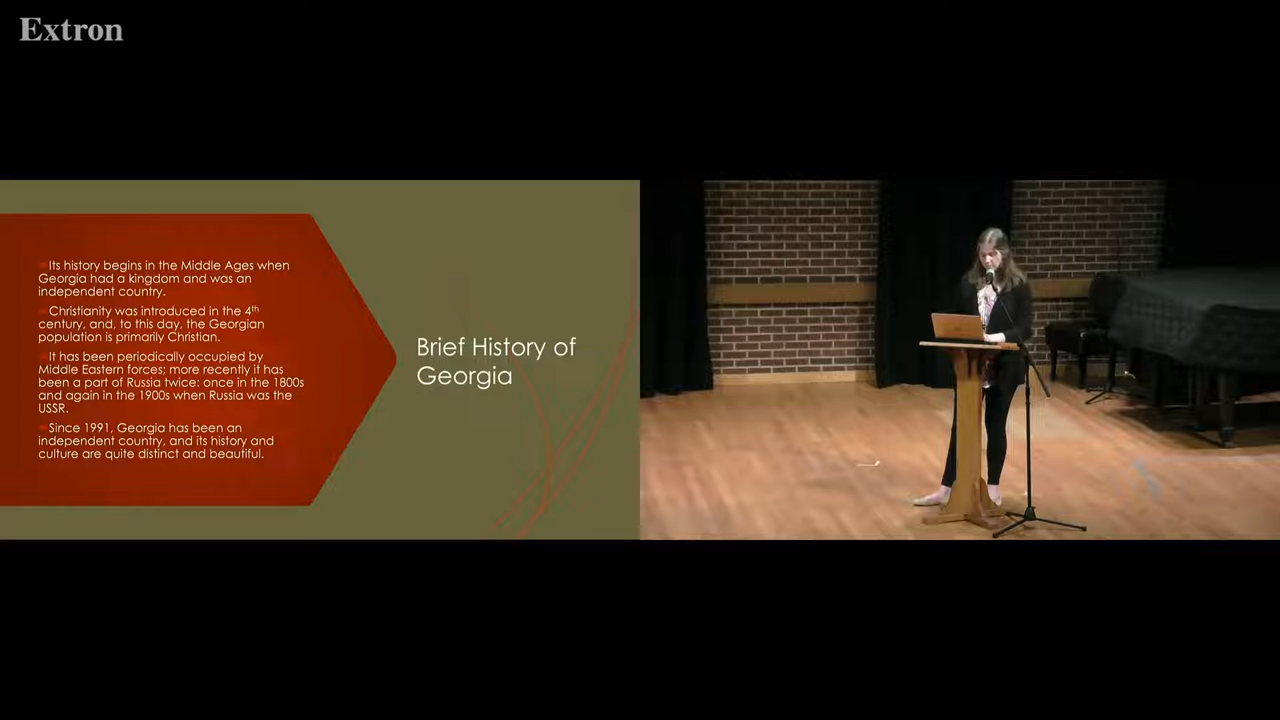 Extron
Its history begins in the Middle Ages when
Georgia had a kingdom and was an
independent country.
Christianity was introduced in the 4th
century, and, to this day, the Georgian
population is primarily Christian.
It has been periodically occupied by
Middle Eastern forces; more recently it has
been a part of Russia twice: once in the 1800s
and again in the 1900s when Russia was the
USSR.
Since 1991, Georgia has been an
independent country, and its history and
culture are quite distinct and beautiful.
Brief History of
Georgia